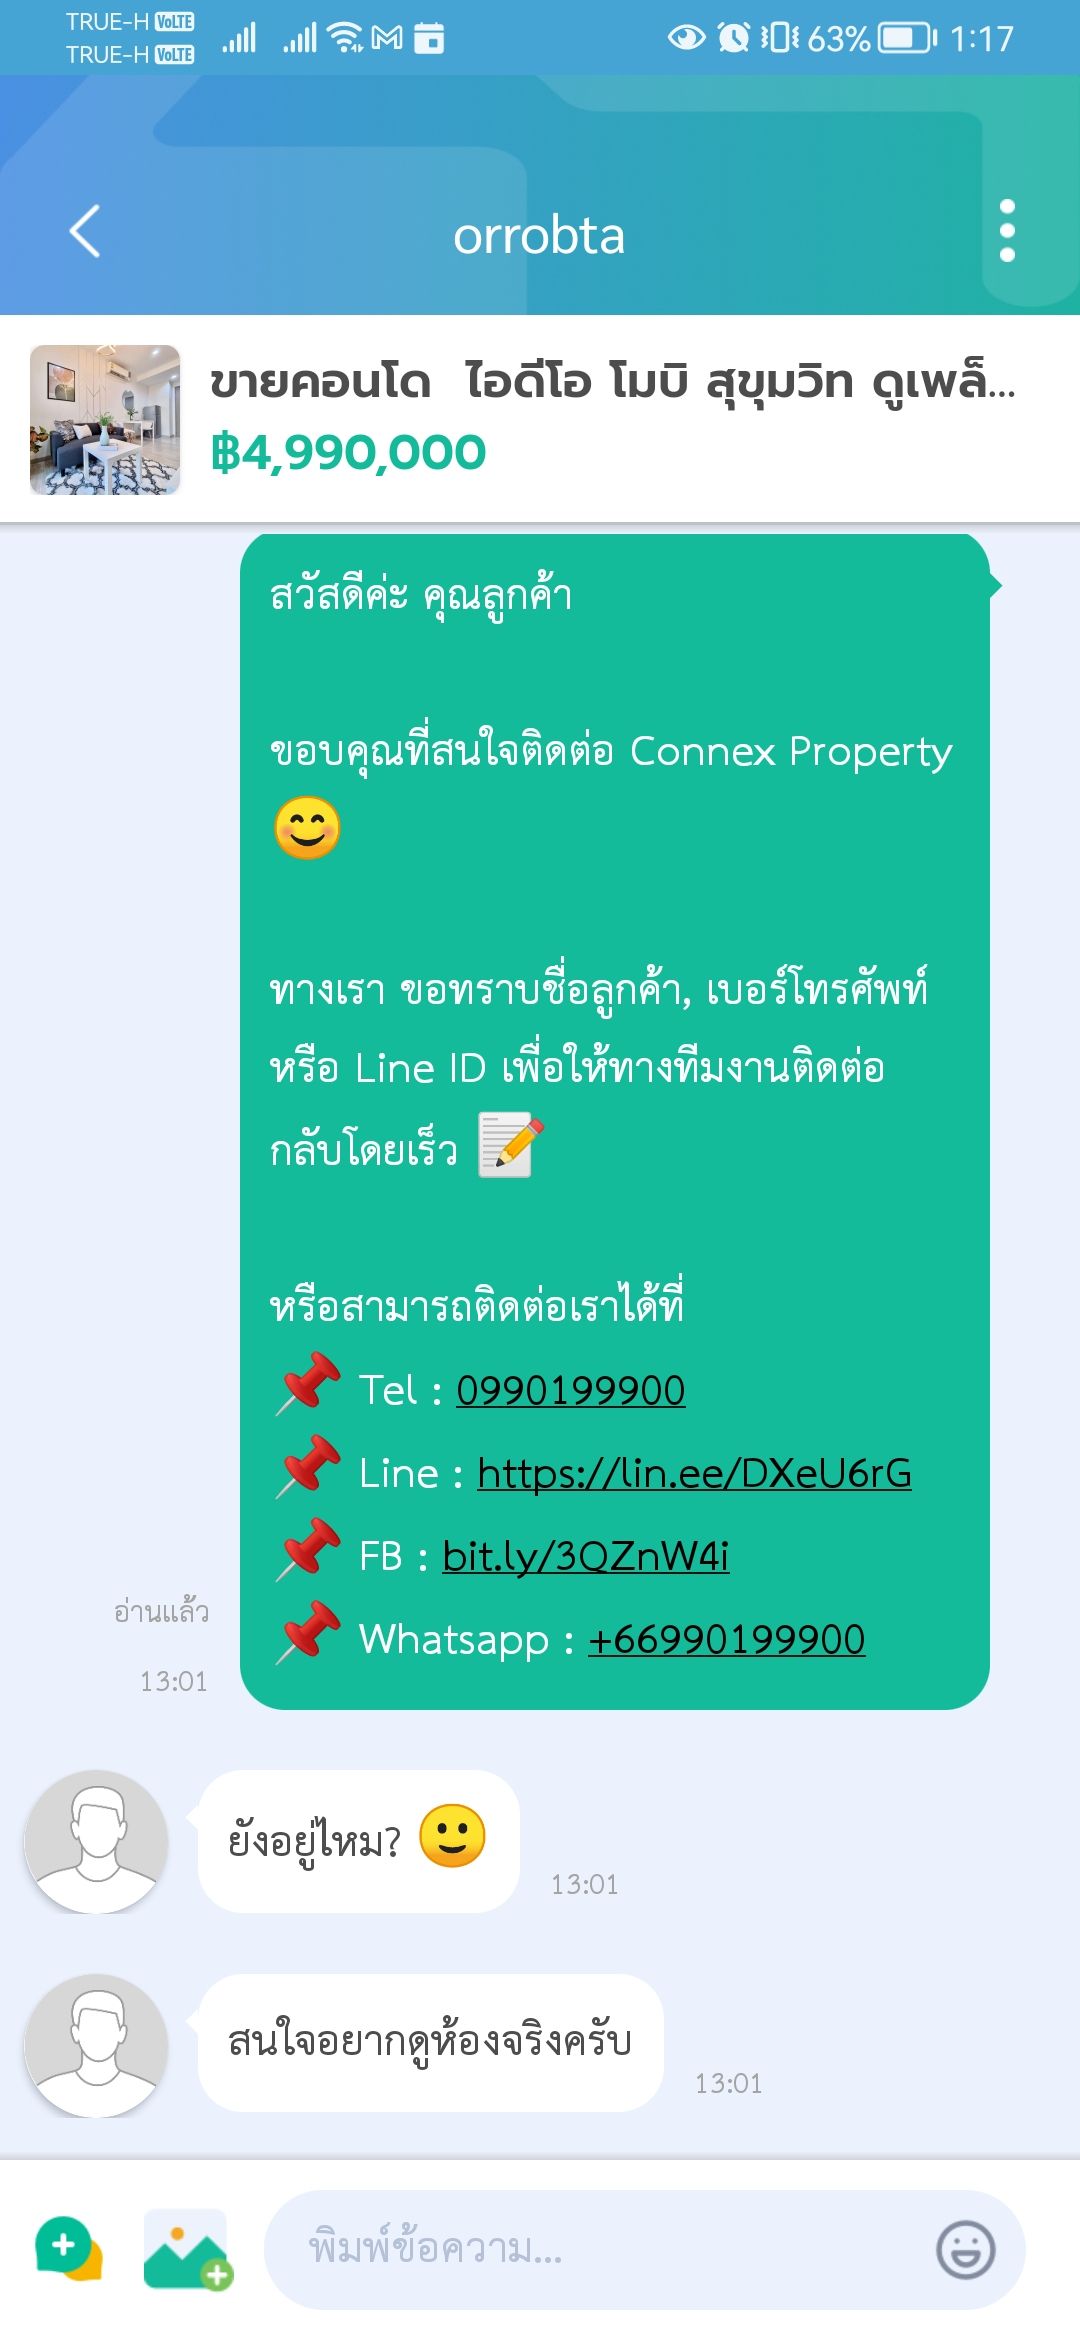 TRUE-H VoLTE
TRUE-H VoLTE
63% 1:17
orrobta
ขายคอนโด ไอดีโอ โมบิ สุขุมวิท ดูเพล็...
฿4,990,000
สวัสดีค่ะ คุณลูกค้า
ขอบคุณที่สนใจติดต่อ Connex Property
😊
ทางเรา ขอทราบชื่อลูกค้า, เบอร์โทรศัพท์
หรือ Line ID เพื่อให้ทางทีมงานติดต่อ
กลับโดยเร็ว 📝
หรือสามารถติดต่อเราได้ที่
📌 Tel : 0990199900
📌 Line : https://lin.ee/DXeU6rG
📌 FB : bit.ly/3QZnW4i
📌 Whatsapp : +66990199900
อ่านแล้ว
13:01
ยังอยู่ไหม? 🙂
13:01
สนใจอยากดูห้องจริงครับ
13:01
พิมพ์ข้อความ...